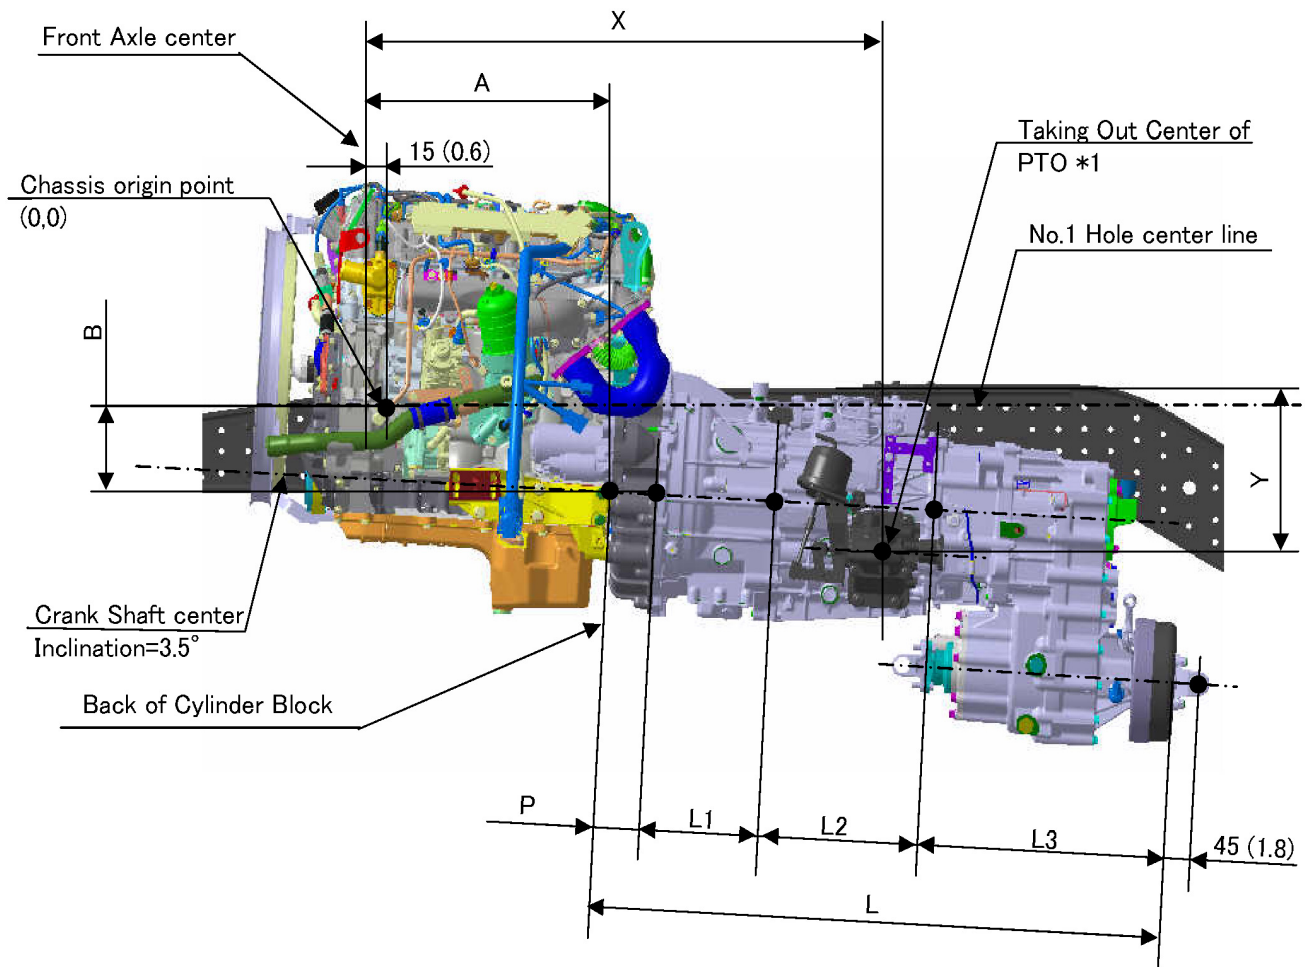 X
Front Axle center
A
Taking Out Center of
PTO *1
15 (0.6)
Chassis origin point
(0,0)
No.1 Hole center line
B
Y
Crank Shaft center
Inclination=3.5°
Back of Cylinder Block
P
L1
L2
L3
45 (1.8)
L